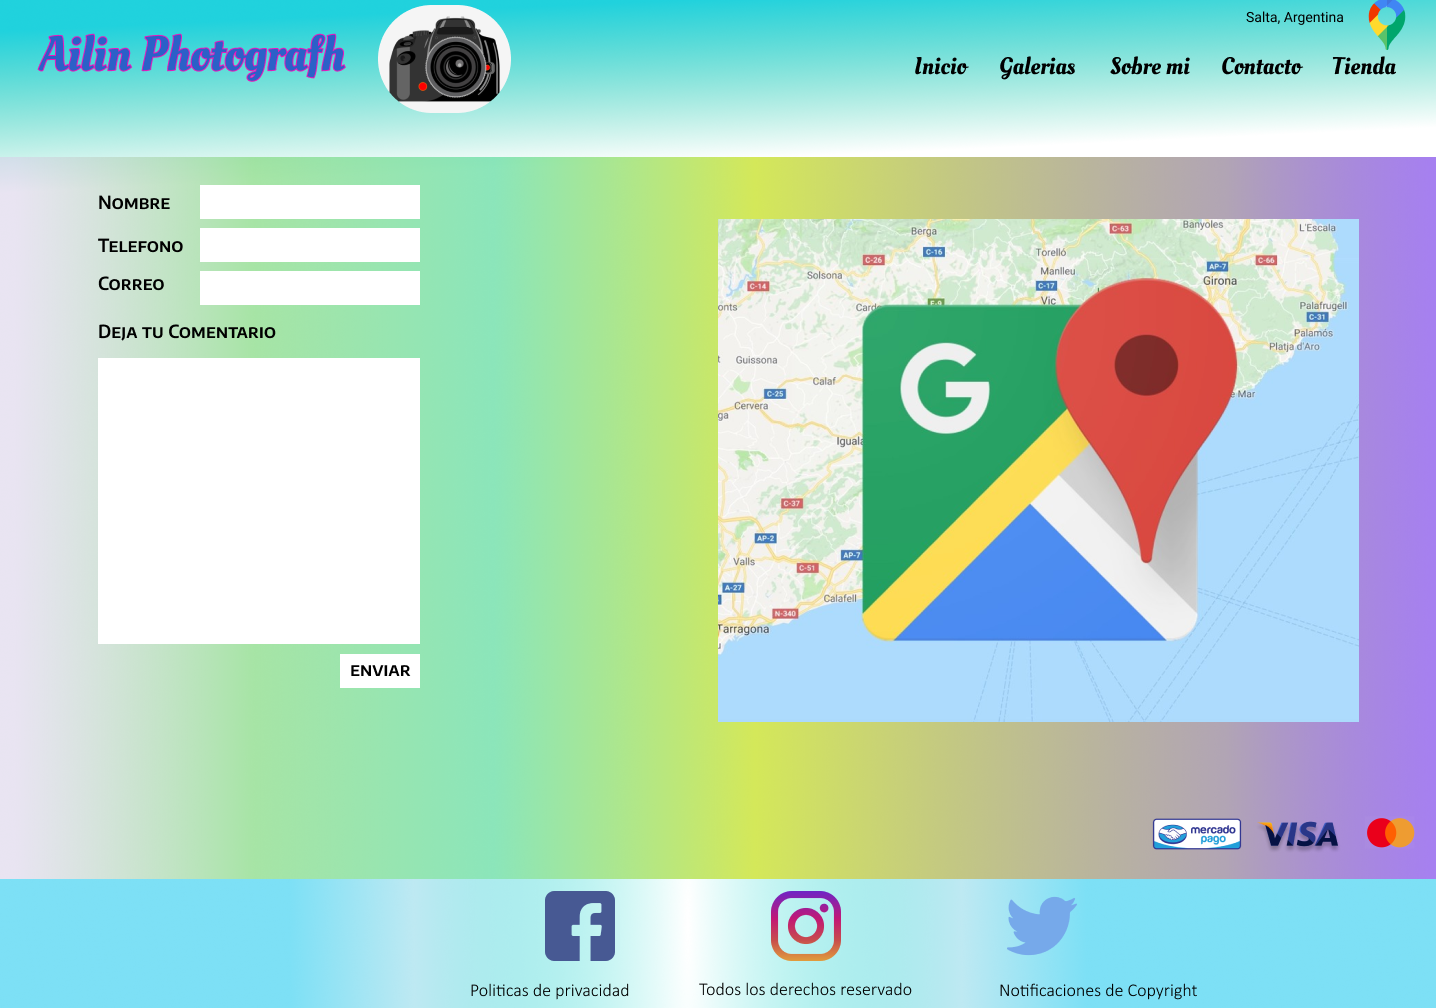 Ailin Photografh
Salta, Argentina
Inicio Galerias Sobre mi Contacto Tienda
Nombre
Telefono
Correo
Deja tu Comentario
ENVIAR
Berga
C-63
Banyoles
L'Escala
C-16
Torelló
C-26
AP-7
C-66
Solsona
Manlleu
Girona
C-14
C-17
Vic
onts
E-9
Palafrugell
C-31
Palamós
Platja d'Aro
Guissona
Calaf
C-25
de Mar
Cervera
ga
G
C-37
AP-2
AP-7
Valls
C-51
A-27
Calafell
N-340
Tarragona
mercado
pago
VISA
Politicas de privacidad
Todos los derechos reservado
Notificaciones de Copyright